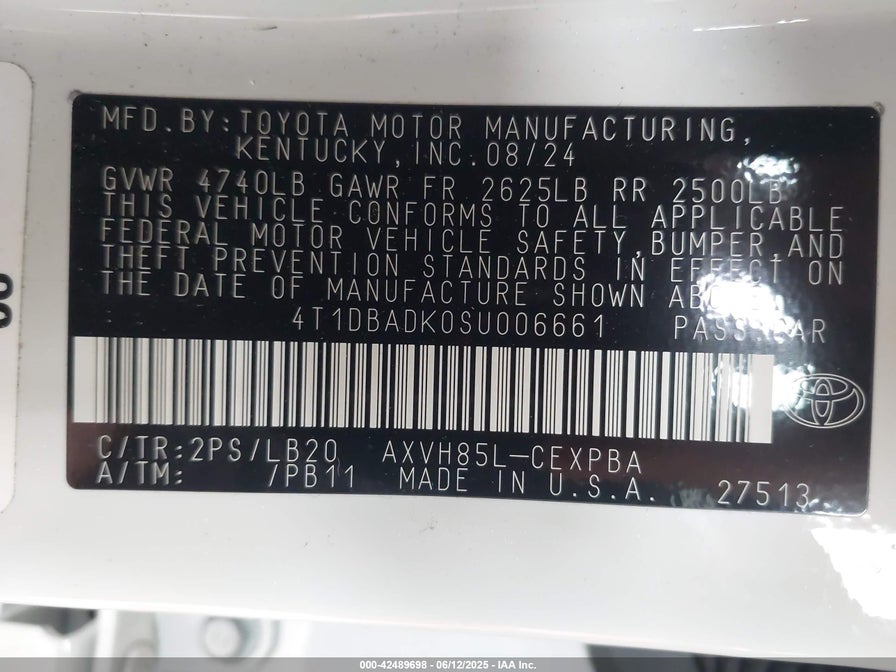 MFD.BY:TOYOTA MOTOR MANUFACTURING,
KENTUCKY,INC.08/24
GVWR 4740LB GAWR FR 2625LB RR 2500LB
THIS VEHICLE CONFORMS TO ALL APPLICABLE
FEDERAL MOTOR VEHICLE SAFETY,BUMPER,AND
THEFT PREVENTION STANDARDS IN EFFECT ON
THE DATE OF MANUFACTURE SHOWN ABOVE.
4T1DBADK0SU006661 PASS.CAR
C/TR:2PS/LB20 AXVH85L-CEXPBA
A/TM: /PB11 MADE IN U.S.A. 27513
000-42489698 - 06/12/2025 - IAA Inc.